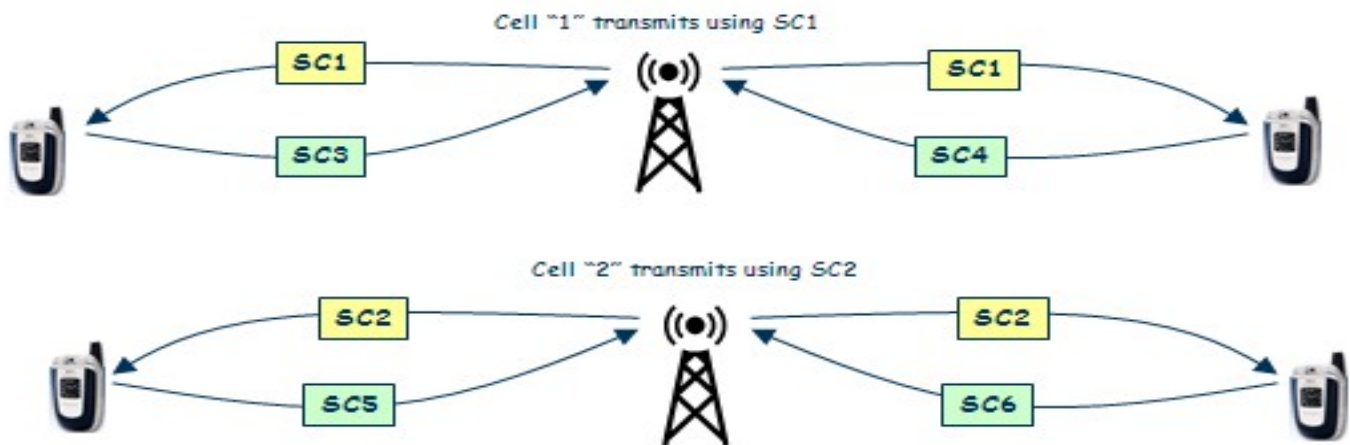 Cell “1” transmits using SC1
SC1
SC1
SC3
SC4
Cell “2” transmits using SC2
SC2
SC2
SC5
SC6